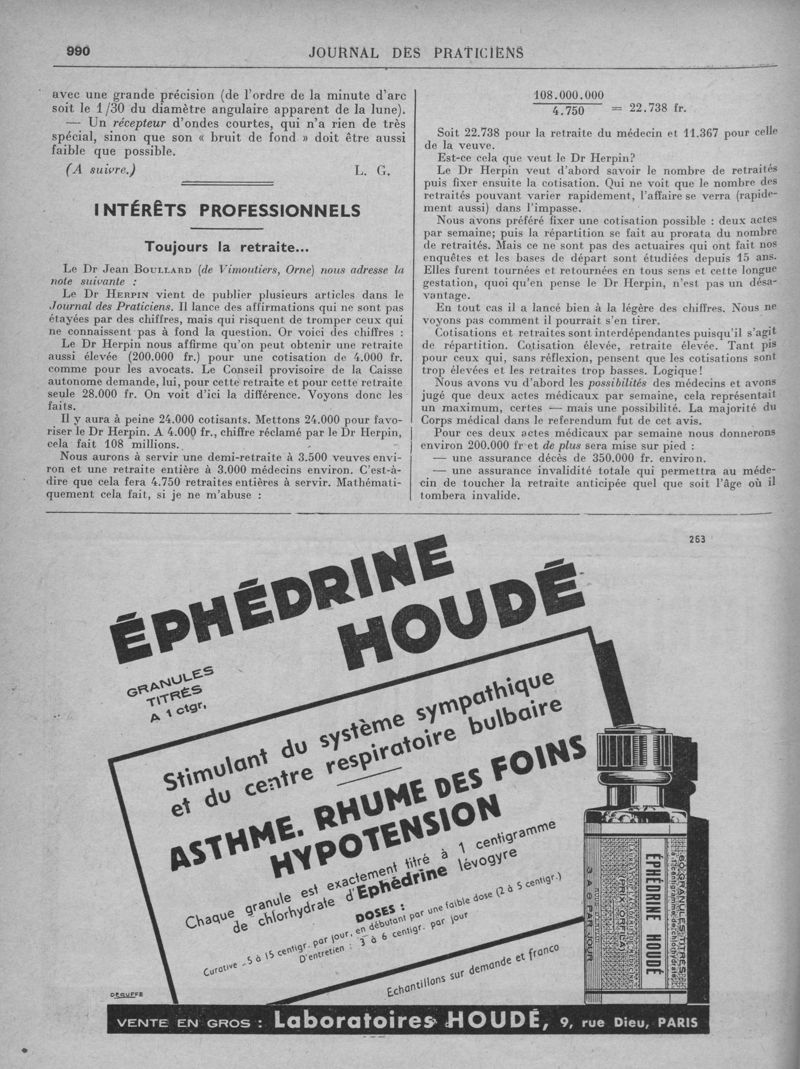 990
JOURNAL DES PRATICIENS
avec une grande précision (de l'ordre de la minute d'arc
soit le 1/30 du diamètre angulaire apparent de la lune).
— Un récepteur d'ondes courtes, qui n'a rien de très
spécial, sinon que son « bruit de fond » doit être aussi
faible que possible.
(A suivre.) L. G.
INTÉRÊTS PROFESSIONNELS
Toujours la retraite...
Le Dr Jean BOULLARD (de Vimoutiers, Orne) nous adresse la
note suivante :
Le Dr HERPIN vient de publier plusieurs articles dans le
Journal des Praticiens. Il lance des affirmations qui ne sont pas
étayées par des chiffres, mais qui risquent de tromper ceux qui
ne connaissent pas à fond la question. Or voici des chiffres :
Le Dr Herpin nous affirme qu'on peut obtenir une retraite
aussi élevée (200.000 fr.) pour une cotisation de 4.000 fr.
comme pour les avocats. Le Conseil provisoire de la Caisse
autonome demande, lui, pour cette retraite et pour cette retraite
seule 28.000 fr. On voit d'ici la différence. Voyons donc les
faits.
Il y aura à peine 24.000 cotisants. Mettons 24.000 pour favo-
riser le Dr Herpin. A 4.000 fr., chiffre réclamé par le Dr Herpin,
cela fait 108 millions.
Nous aurons à servir une demi-retraite à 3.500 veuves envi-
ron et une retraite entière à 3.000 médecins environ. C'est-à-
dire que cela fera 4.750 retraites entières à servir. Mathémati-
quement cela fait, si je ne m'abuse :
108.000.000
4.750 = 22.738 fr.
Soit 22.738 pour la retraite du médecin et 11.367 pour celle
de la veuve.
Est-ce cela que veut le Dr Herpin?
Le Dr Herpin veut d'abord savoir le nombre de retraités
puis fixer ensuite la cotisation. Qui ne voit que le nombre des
retraités pouvant varier rapidement, l'affaire se verra (rapide-
ment aussi) dans l'impasse.
Nous avons préféré fixer une cotisation possible : deux actes
par semaine; puis la répartition se fait au prorata du nombre
de retraités. Mais ce ne sont pas des actuaires qui ont fait nos
enquêtes et les bases de départ sont étudiées depuis 15 ans.
Elles furent tournées et retournées en tous sens et cette longue
gestation, quoi qu'en pense le Dr Herpin, n'est pas un désa-
vantage.
En tout cas il a lancé bien à la légère des chiffres. Nous ne
voyons pas comment il pourrait s'en tirer.
Cotisations et retraites sont interdépendantes puisqu'il s'agit
de répartition. Cotisation élevée, retraite élevée. Tant pis
pour ceux qui, sans réflexion, pensent que les cotisations sont
trop élevées et les retraites trop basses. Logique!
Nous avons vu d'abord les possibilités des médecins et avons
jugé que deux actes médicaux par semaine, cela représentait
un maximum, certes — mais une possibilité. La majorité du
Corps médical dans le referendum fut de cet avis.
Pour ces deux actes médicaux par semaine nous donnerons
environ 200.000 fr et de plus sera mise sur pied :
— une assurance décès de 350.000 fr. environ.
— une assurance invalidité totale qui permettra au méde-
cin de toucher la retraite anticipée quel que soit l'âge où il
tombera invalide.
263
ÉPHÉDRINE
HOUDÉ
GRANULES
TITRÉS
A 1 ctgr.
Stimulant du système sympathique
et du centre respiratoire bulbaire
ASTHME. RHUME DES FOINS
HYPOTENSION
Chaque granule est exactement titré à 1 centigramme
de chlorhydrate d'Ephédrine lévogyre
DOSES :
Curative _ 5 à 15 centigr. par jour, en débutant par une faible dose (2 à 5 centigr.)
D'entretien : 3 à 6 centigr. par jour
Echantillons sur demande et franco
60 GRANULES TITRÉS
ÉPHÉDRINE HOUDÉ
3 A 6 PAR JOUR
VENTE EN GROS : Laboratoires HOUDÉ, 9, rue Dieu, PARIS